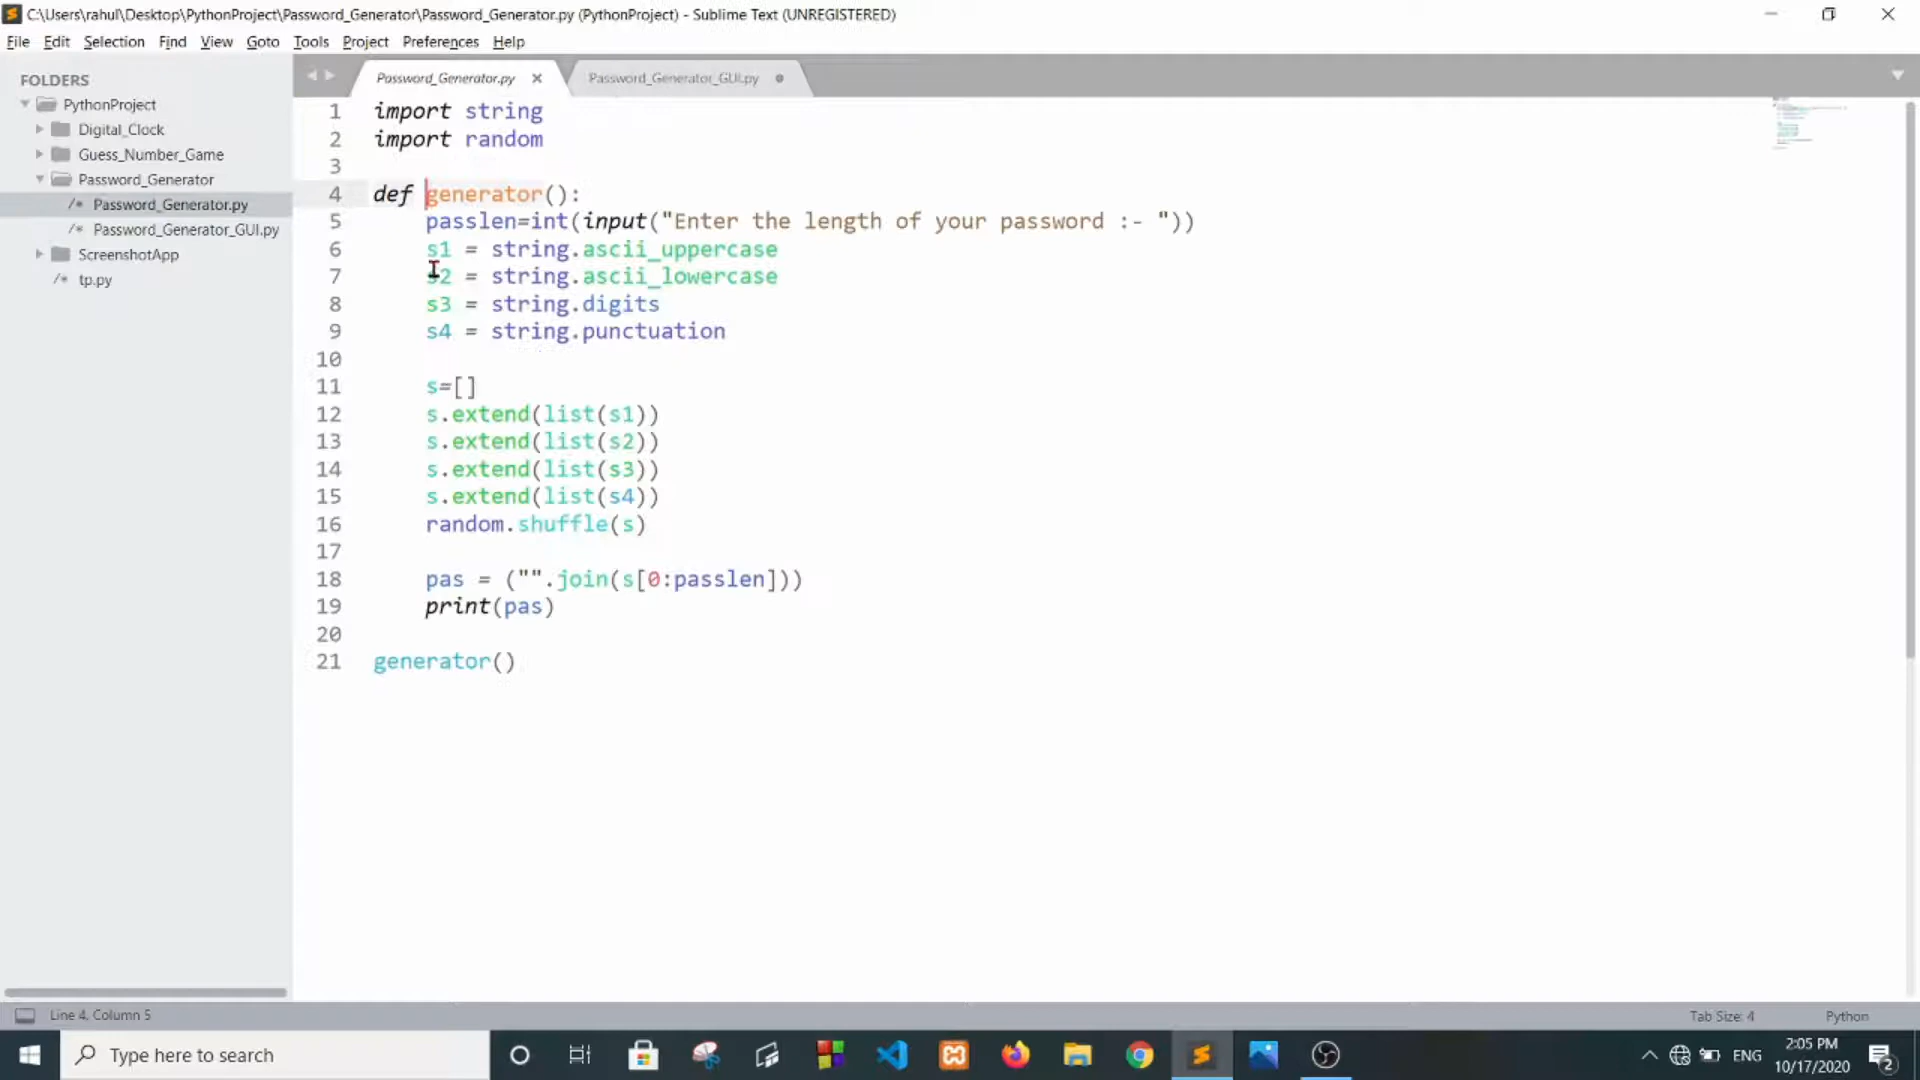 C:\Users\rahul\Desktop\PythonProject\Password_Generator\Password_Generator.py (PythonProject) - Sublime Text (UNREGISTERED)
File Edit Selection Find View Goto Tools Project Preferences Help
FOLDERS
PythonProject
Digital_Clock
Guess_Number_Game
Password_Generator
/* Password_Generator.py
/* Password_Generator_GUI.py
ScreenshotApp
/* tp.py
Password_Generator.py Password_Generator_GUI.py
1 import string
2 import random
3
4 def generator():
5 passlen=int(input("Enter the length of your password :- "))
6 s1 = string.ascii_uppercase
7 s2 = string.ascii_lowercase
8 s3 = string.digits
9 s4 = string.punctuation
10
11 s=[]
12 s.extend(list(s1))
13 s.extend(list(s2))
14 s.extend(list(s3))
15 s.extend(list(s4))
16 random.shuffle(s)
17
18 pas = ("".join(s[0:passlen]))
19 print(pas)
20
21 generator()
Line 4, Column 5 Tab Size: 4 Python
Type here to search ENG 2:05 PM 2
10/17/2020